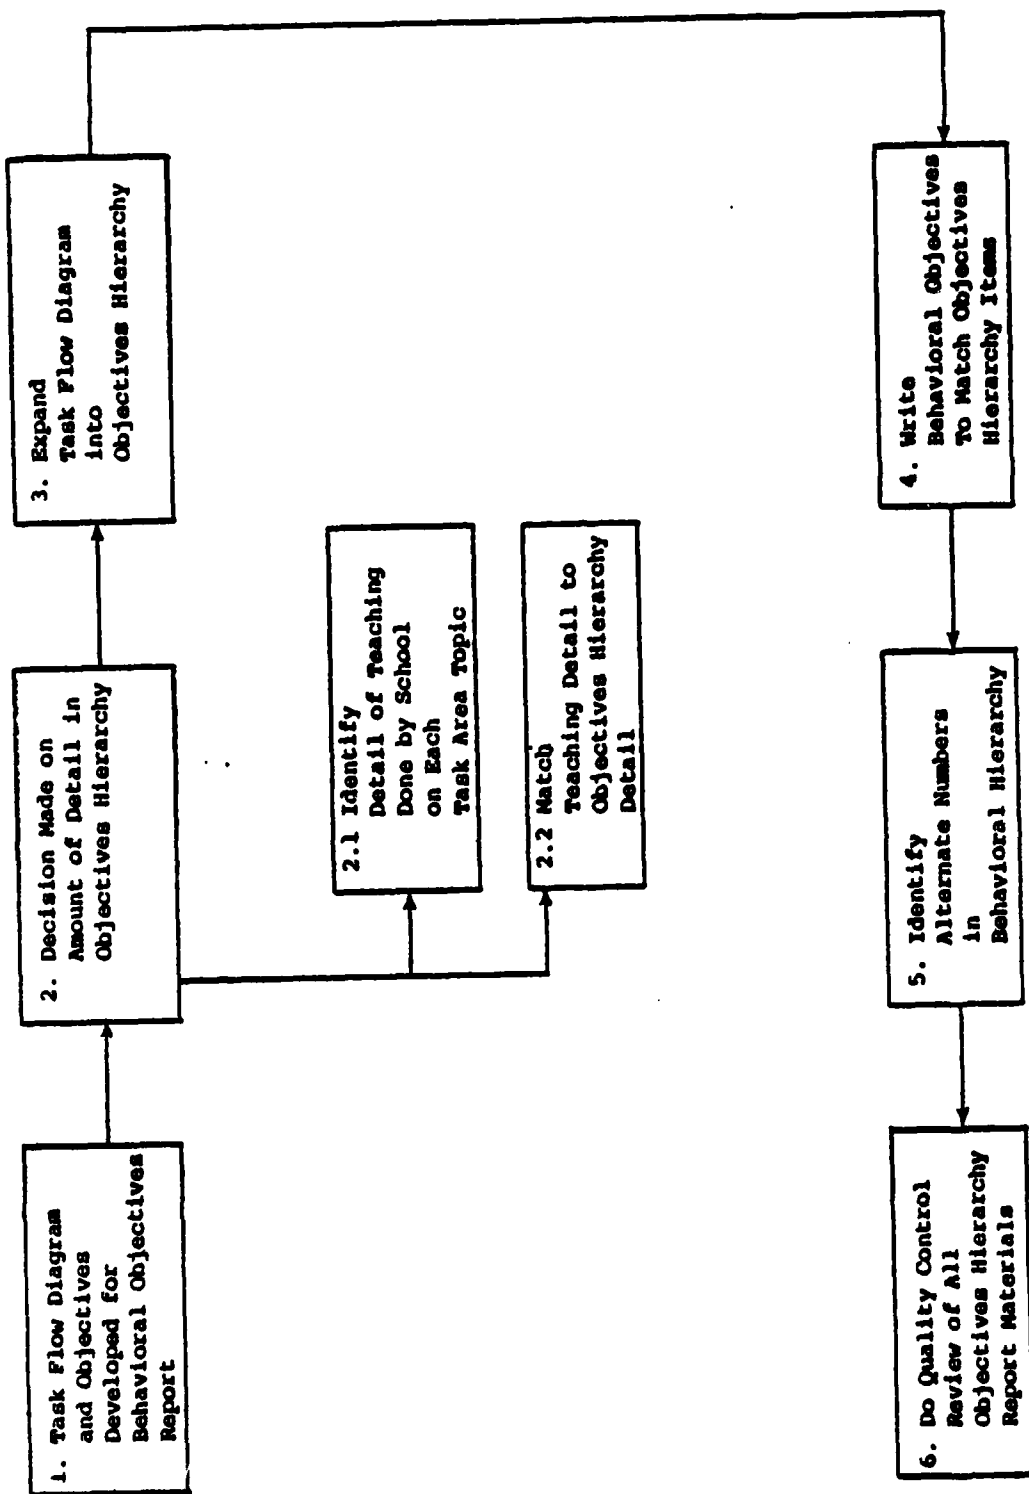 1. Task Flow Diagram
and Objectives
Developed for
Behavioral Objectives
Report
2. Decision Made on
Amount of Detail in
Objectives Hierarchy
3. Expand
Task Flow Diagram
into
Objectives Hierarchy
2.1 Identify
Detail of Teaching
Done by School
on Each
Task Area Topic
2.2 Match
Teaching Detail to
Objectives Hierarchy
Detail
4. Write
Behavioral Objectives
To Match Objectives
Hierarchy Items
5. Identify
Alternate Numbers
in
Behavioral Hierarchy
6. Do Quality Control
Review of All
Objectives Hierarchy
Report Materials